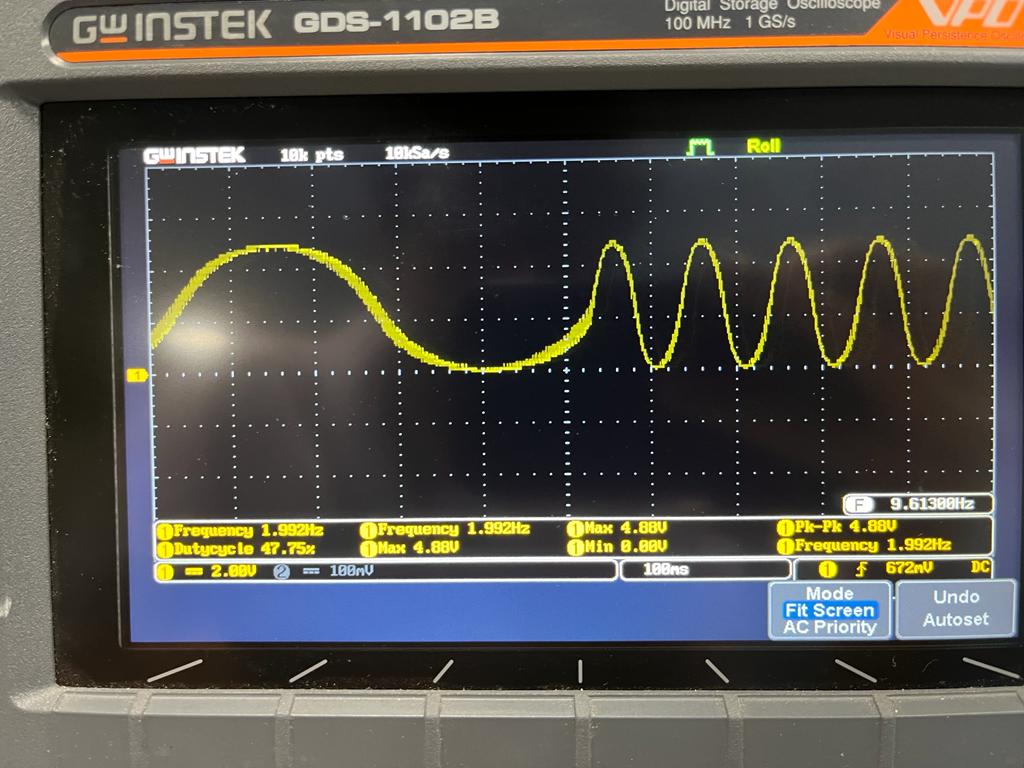 GW INSTEK GDS-1102B
Digital Storage Oscilloscope
100 MHz 1 GS/s
VPO
Visual Persistence
GW INSTEK 10k pts 10kSa/s Roll
1
F 9.61300Hz
1 Frequency 1.992Hz 1 Frequency 1.992Hz 1 Max 4.88V 1 Pk-Pk 4.88V
1 Dutycycle 47.75% 1 Max 4.88V 1 Min 0.00V 1 Frequency 1.992Hz
1 2.00V 2 100mV 100ms 1 672mV DC
Mode
Fit Screen
AC Priority
Undo
Autoset